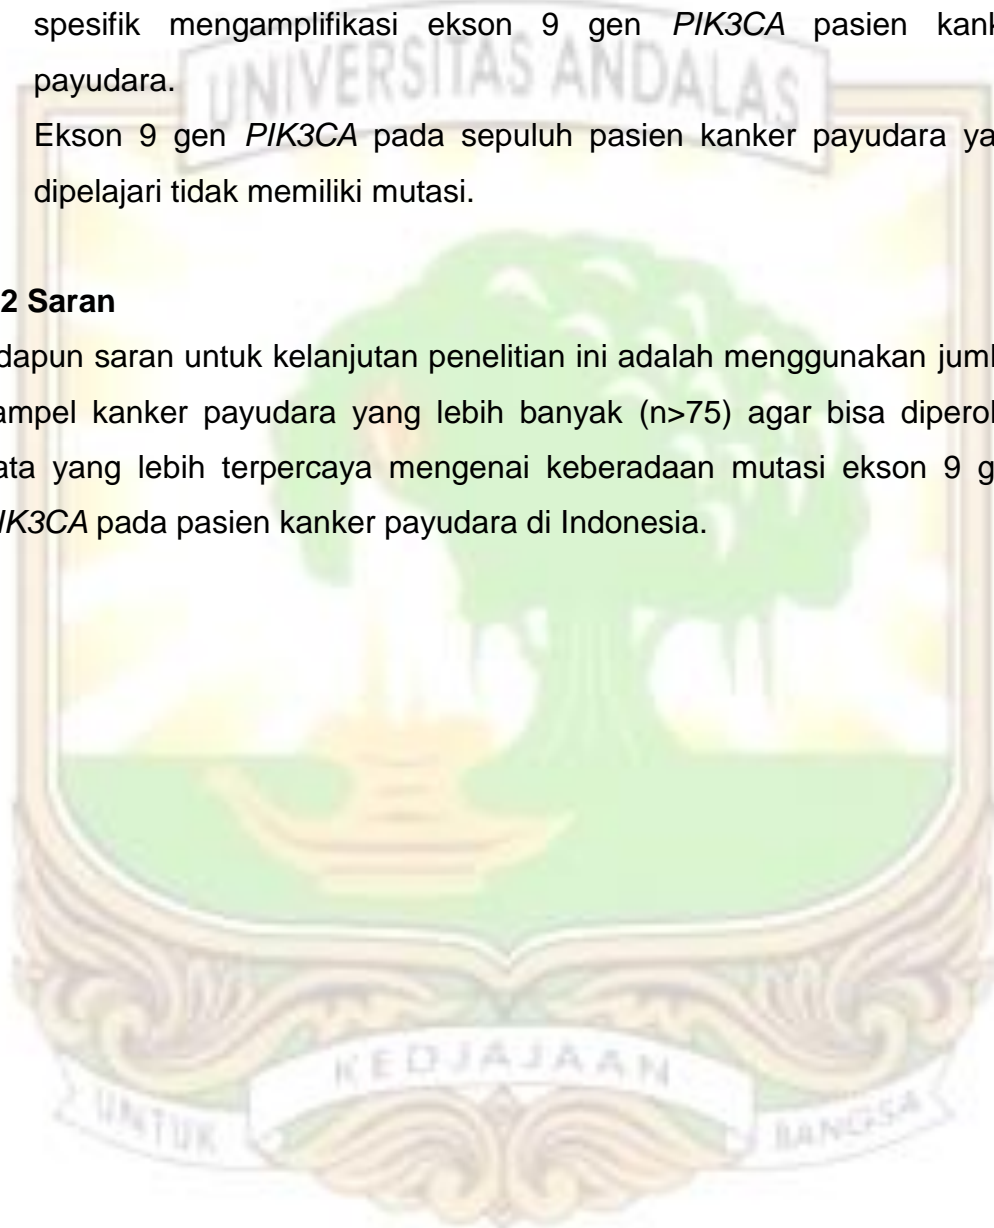 spesifik mengamplifikasi ekson 9 gen PIK3CA pasien kank
payudara.
UNIVERSITAS ANDALAS
Ekson 9 gen PIK3CA pada sepuluh pasien kanker payudara ya
dipelajari tidak memiliki mutasi.
2 Saran
dapun saran untuk kelanjutan penelitian ini adalah menggunakan juml
ampel kanker payudara yang lebih banyak (n>75) agar bisa diperol
ata yang lebih terpercaya mengenai keberadaan mutasi ekson 9 g
IK3CA pada pasien kanker payudara di Indonesia.
KEDJAJAAN
UNTUK BANGSA